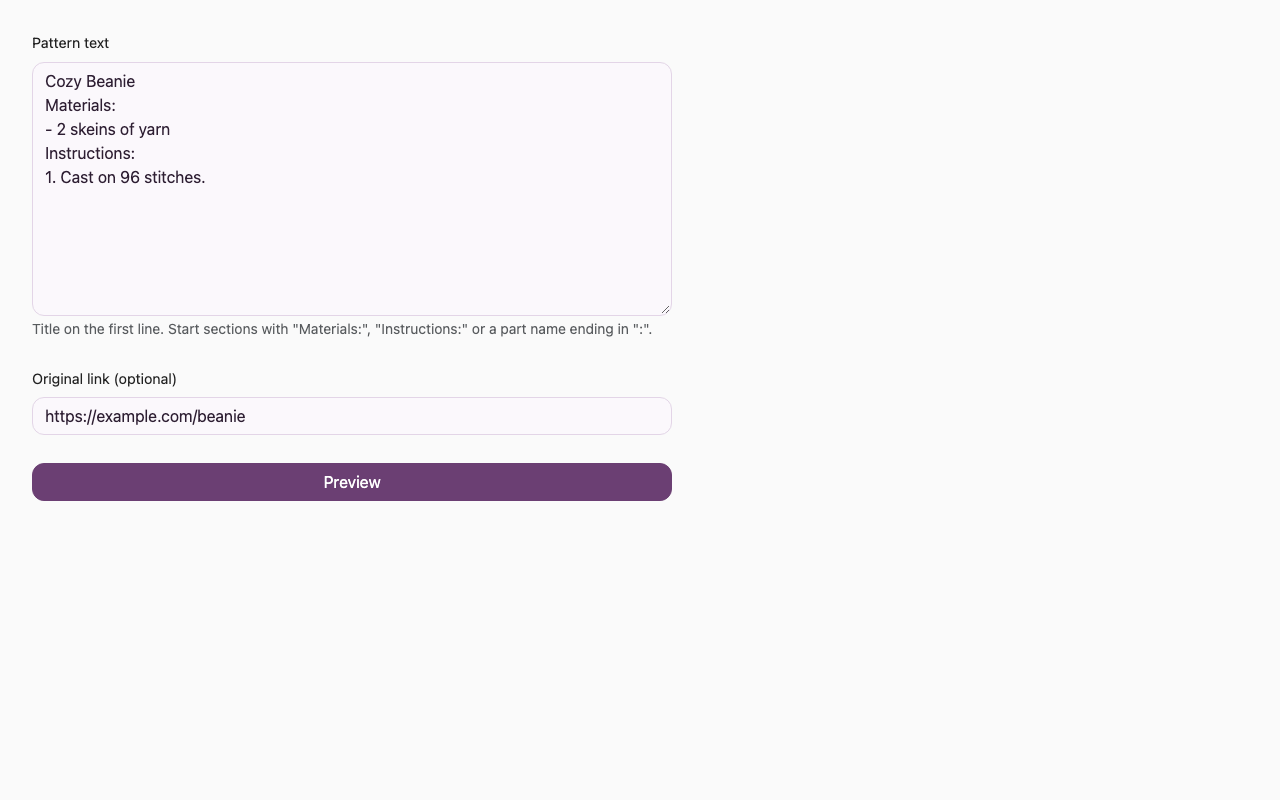 Pattern text
Cozy Beanie
Materials:
- 2 skeins of yarn
Instructions:
1. Cast on 96 stitches.
Title on the first line. Start sections with "Materials:", "Instructions:" or a part name ending in ":".
Original link (optional)
https://example.com/beanie
Preview